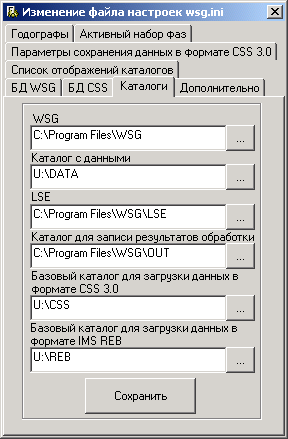 Изменение файла настроек wsg.ini
Годографы
Активный набор фаз
Параметры сохранения данных в формате CSS 3.0
Список отображений каталогов
БД WSG
БД CSS
Каталоги
Дополнительно
WSG
C:\Program Files\WSG
...
Каталог с данными
U:\DATA
...
LSE
C:\Program Files\WSG\LSE
...
Каталог для записи результатов обработки
C:\Program Files\WSG\OUT
...
Базовый каталог для загрузки данных в
формате CSS 3.0
U:\CSS
...
Базовый каталог для загрузки данных в
формате IMS REB
U:\REB
...
Сохранить